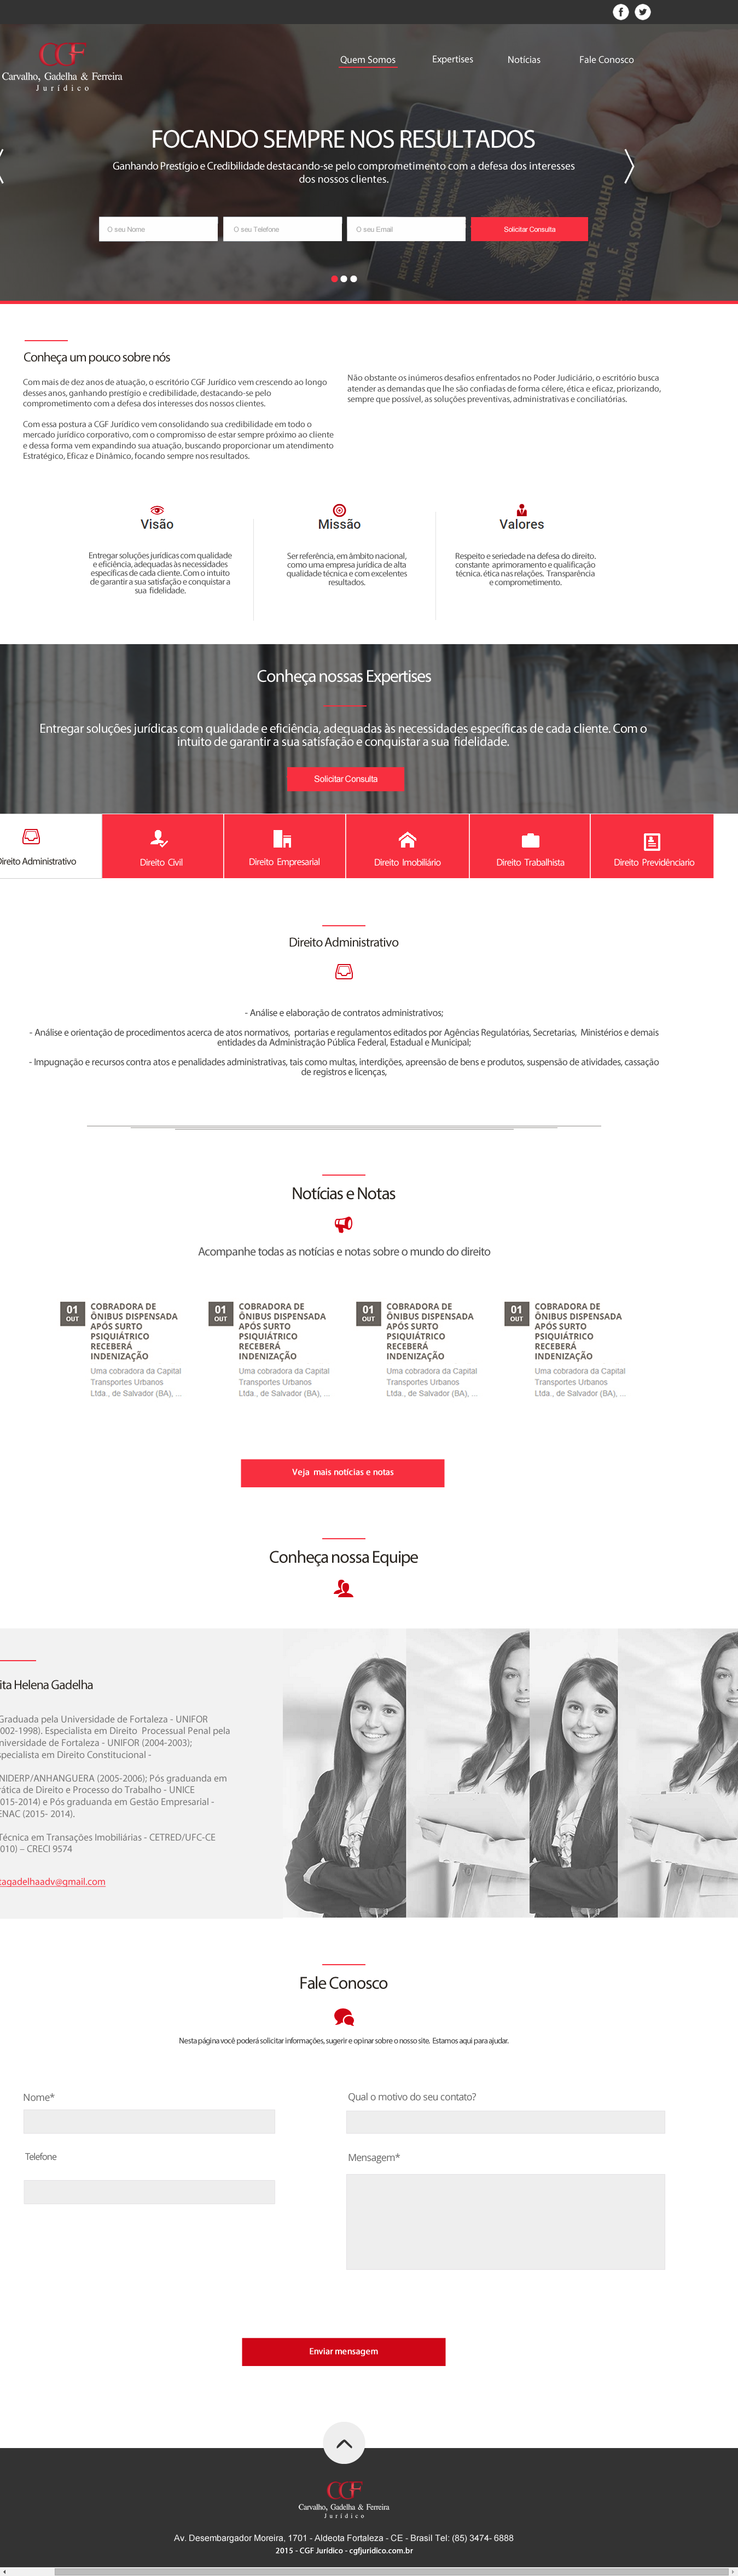 CGF
Carvalho, Gadelha & Ferreira
Jurídico
Quem Somos
Expertises
Notícias
Fale Conosco
FOCANDO SEMPRE NOS RESULTADOS
Ganhando Prestígio e Credibilidade destacando-se pelo comprometimento com a defesa dos interesses
dos nossos clientes.
O seu Nome
O seu Telefone
O seu Email
Solicitar Consulta
CARTEIRA DE TRABALHO
E
PREVIDÊNCIA SOCIAL
Conheça um pouco sobre nós
Com mais de dez anos de atuação, o escritório CGF Jurídico vem crescendo ao longo
desses anos, ganhando prestígio e credibilidade, destacando-se pelo
comprometimento com a defesa dos interesses dos nossos clientes.
Com essa postura a CGF Jurídico vem consolidando sua credibilidade em todo o
mercado jurídico corporativo, com o compromisso de estar sempre próximo ao cliente
e dessa forma vem expandindo sua atuação, buscando proporcionar um atendimento
Estratégico, Eficaz e Dinâmico, focando sempre nos resultados.
Não obstante os inúmeros desafios enfrentados no Poder Judiciário, o escritório busca
atender as demandas que lhe são confiadas de forma célere, ética e eficaz, priorizando,
sempre que possível, as soluções preventivas, administrativas e conciliatórias.
Visão
Entregar soluções jurídicas com qualidade
e eficiência, adequadas às necessidades
específicas de cada cliente. Com o intuito
de garantir a sua satisfação e conquistar a
sua fidelidade.
Missão
Ser referência, em âmbito nacional,
como uma empresa jurídica de alta
qualidade técnica e com excelentes
resultados.
Valores
Respeito e seriedade na defesa do direito.
constante aprimoramento e qualificação
técnica. ética nas relações. Transparência
e comprometimento.
Conheça nossas Expertises
Entregar soluções jurídicas com qualidade e eficiência, adequadas às necessidades específicas de cada cliente. Com o
intuito de garantir a sua satisfação e conquistar a sua fidelidade.
Solicitar Consulta
Direito Administrativo
Direito Civil
Direito Empresarial
Direito Imobiliário
Direito Trabalhista
Direito Previdênciario
Direito Administrativo
- Análise e elaboração de contratos administrativos;
- Análise e orientação de procedimentos acerca de atos normativos, portarias e regulamentos editados por Agências Regulatórias, Secretarias, Ministérios e demais
entidades da Administração Pública Federal, Estadual e Municipal;
- Impugnação e recursos contra atos e penalidades administrativas, tais como multas, interdições, apreensão de bens e produtos, suspensão de atividades, cassação
de registros e licenças,
Notícias e Notas
Acompanhe todas as notícias e notas sobre o mundo do direito
01
OUT
COBRADORA DE
ÔNIBUS DISPENSADA
APÓS SURTO
PSIQUIÁTRICO
RECEBERÁ
INDENIZAÇÃO
Uma cobradora da Capital
Transportes Urbanos
Ltda., de Salvador (BA), ...
01
OUT
COBRADORA DE
ÔNIBUS DISPENSADA
APÓS SURTO
PSIQUIÁTRICO
RECEBERÁ
INDENIZAÇÃO
Uma cobradora da Capital
Transportes Urbanos
Ltda., de Salvador (BA), ...
01
OUT
COBRADORA DE
ÔNIBUS DISPENSADA
APÓS SURTO
PSIQUIÁTRICO
RECEBERÁ
INDENIZAÇÃO
Uma cobradora da Capital
Transportes Urbanos
Ltda., de Salvador (BA), ...
01
OUT
COBRADORA DE
ÔNIBUS DISPENSADA
APÓS SURTO
PSIQUIÁTRICO
RECEBERÁ
INDENIZAÇÃO
Uma cobradora da Capital
Transportes Urbanos
Ltda., de Salvador (BA), ...
Veja mais notícias e notas
Conheça nossa Equipe
ita Helena Gadelha
Graduada pela Universidade de Fortaleza - UNIFOR
002-1998). Especialista em Direito Processual Penal pela
niversidade de Fortaleza - UNIFOR (2004-2003);
specialista em Direito Constitucional -
NIDERP/ANHANGUERA (2005-2006); Pós graduanda em
rática de Direito e Processo do Trabalho - UNICE
015-2014) e Pós graduanda em Gestão Empresarial -
ENAC (2015- 2014).
Técnica em Transações Imobiliárias - CETRED/UFC-CE
010) – CRECI 9574
tagadelhaadv@gmail.com
Fale Conosco
Nesta página você poderá solicitar informações, sugerir e opinar sobre o nosso site. Estamos aqui para ajudar.
Nome*
Qual o motivo do seu contato?
Telefone
Mensagem*
Enviar mensagem
CGF
Carvalho, Gadelha & Ferreira
Jurídico
Av. Desembargador Moreira, 1701 - Aldeota Fortaleza - CE - Brasil Tel: (85) 3474- 6888
2015 - CGF Jurídico - cgfjuridico.com.br